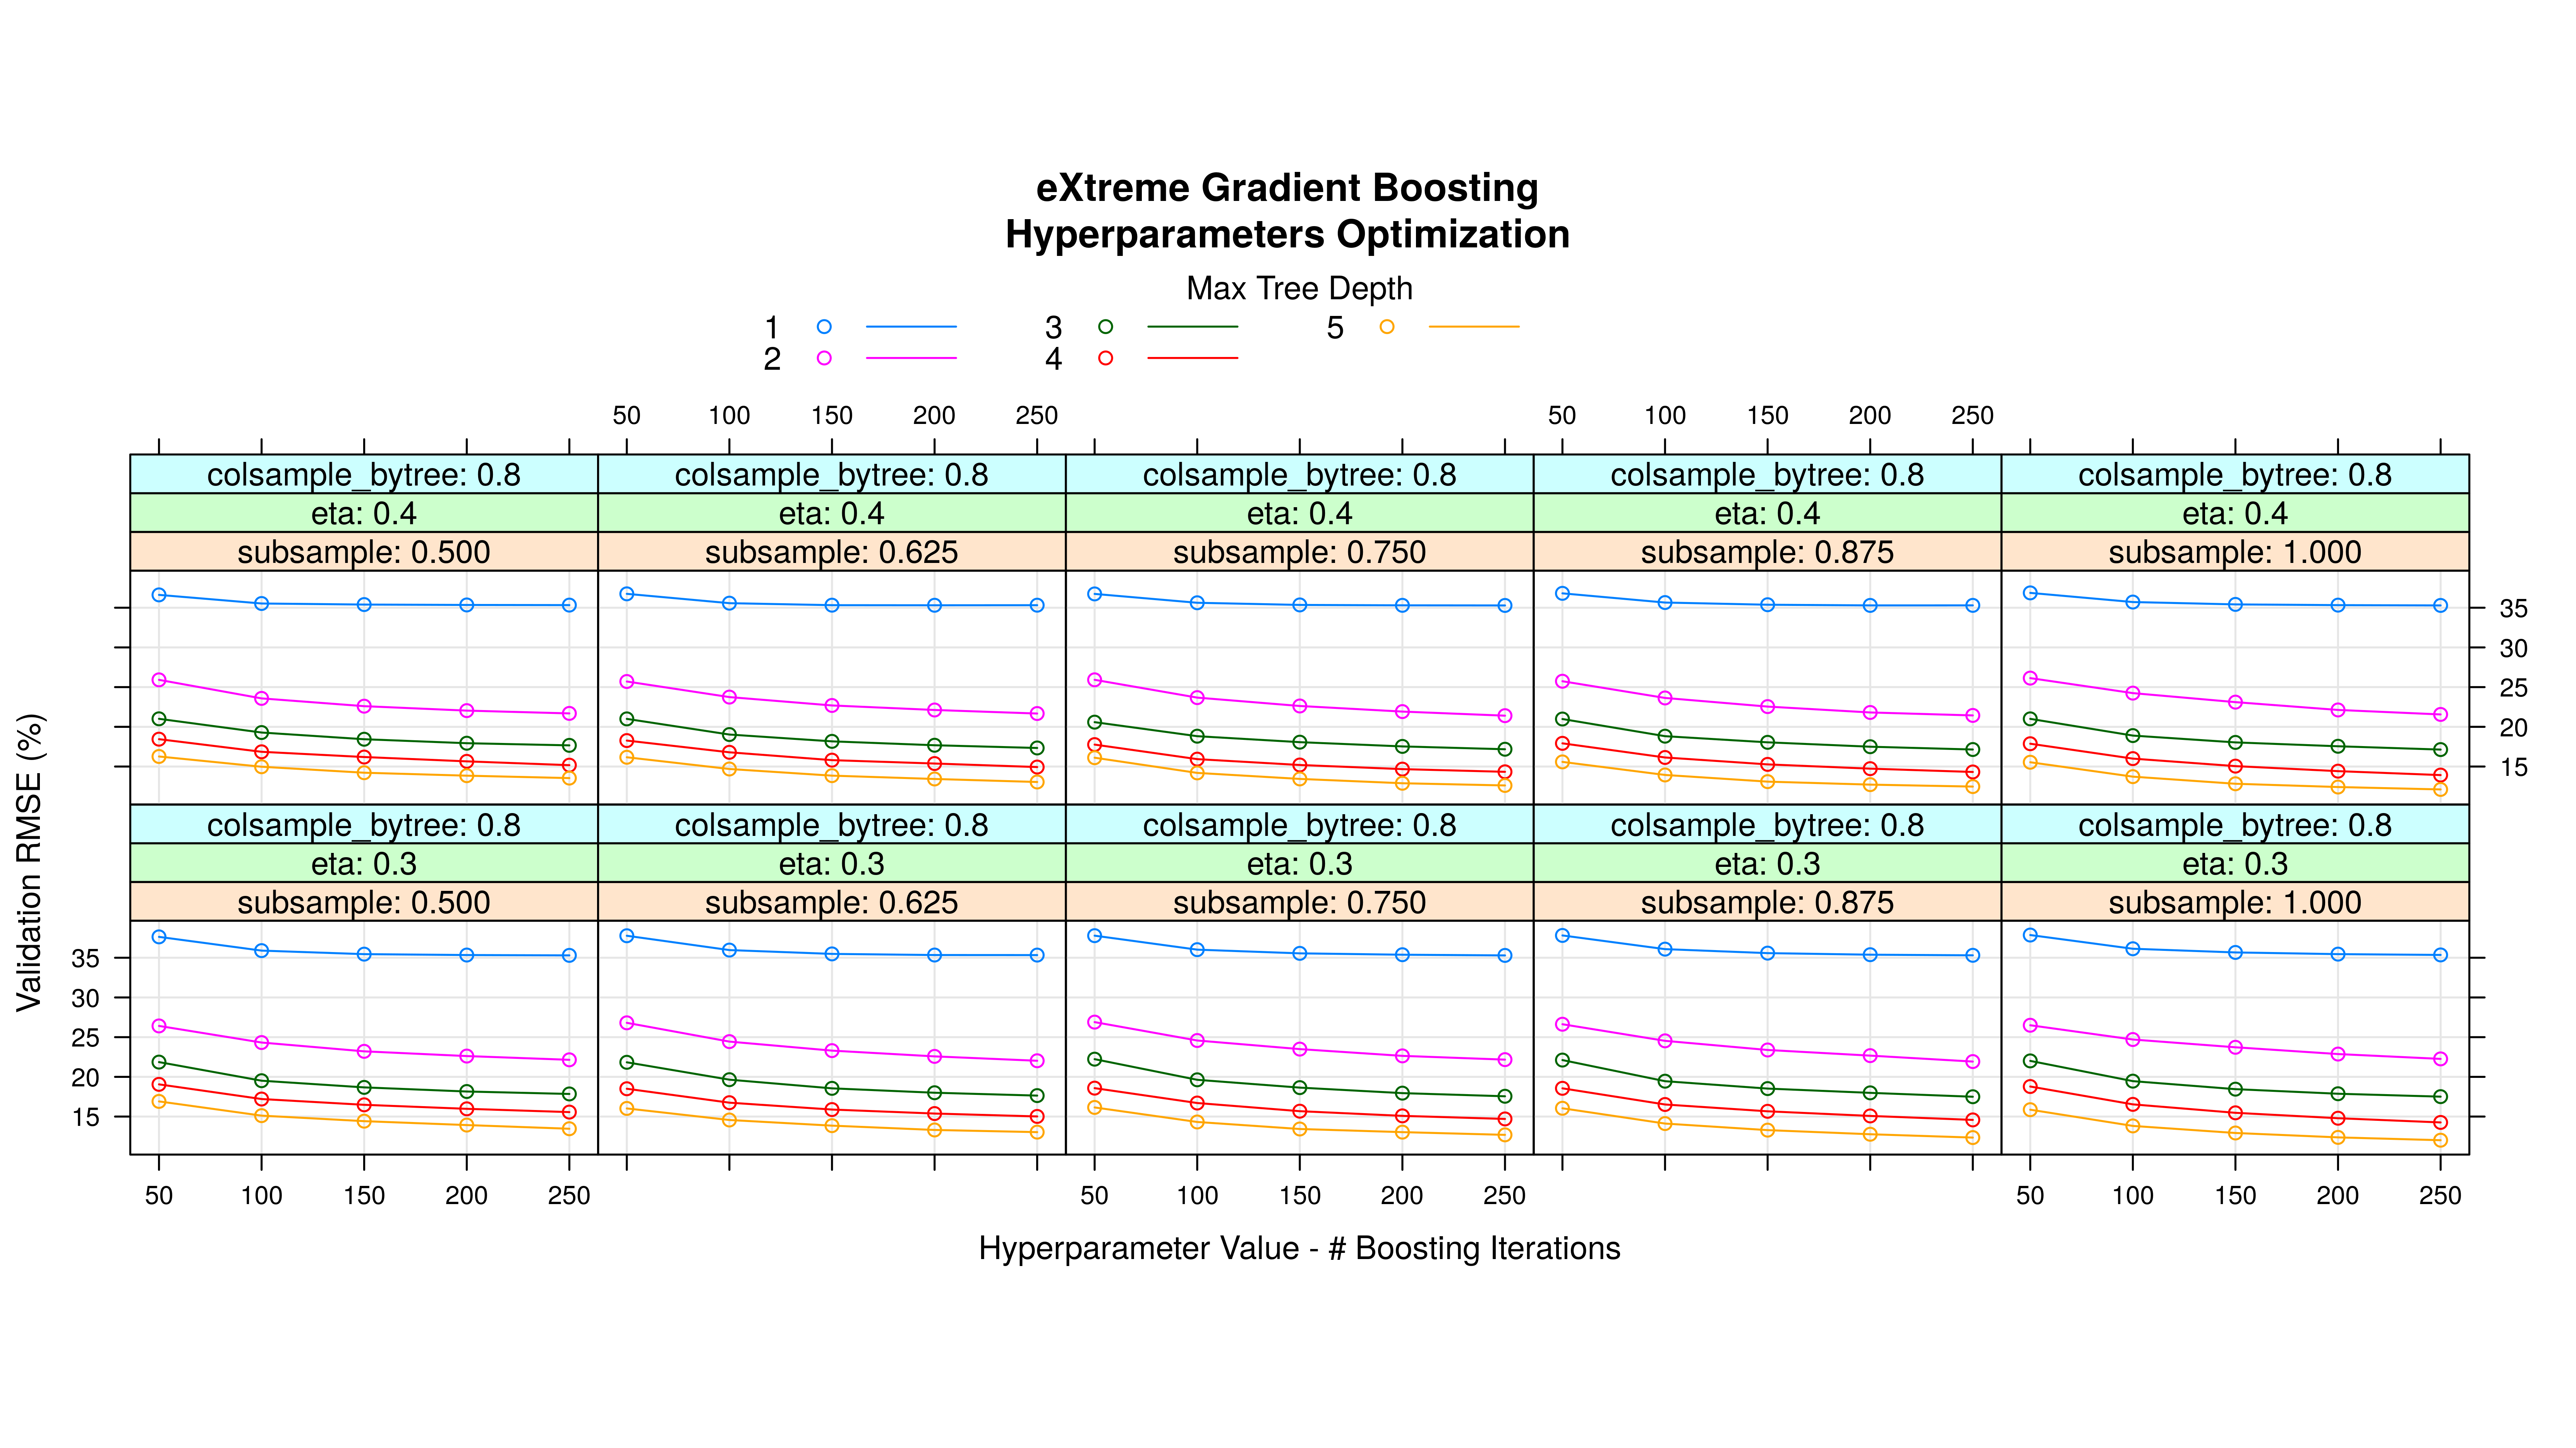 eXtreme Gradient Boosting
Hyperparameters Optimization
Max Tree Depth
1 3 5
2 4
50 100 150 200 250 50 100 150 200 250
colsample_bytree: 0.8 colsample_bytree: 0.8 colsample_bytree: 0.8 colsample_bytree: 0.8 colsample_bytree: 0.8
eta: 0.4 eta: 0.4 eta: 0.4 eta: 0.4 eta: 0.4
subsample: 0.500 subsample: 0.625 subsample: 0.750 subsample: 0.875 subsample: 1.000
35
30
25
20
15
colsample_bytree: 0.8 colsample_bytree: 0.8 colsample_bytree: 0.8 colsample_bytree: 0.8 colsample_bytree: 0.8
eta: 0.3 eta: 0.3 eta: 0.3 eta: 0.3 eta: 0.3
subsample: 0.500 subsample: 0.625 subsample: 0.750 subsample: 0.875 subsample: 1.000
35
30
25
20
15
Validation RMSE (%)
50 100 150 200 250 50 100 150 200 250 50 100 150 200 250
Hyperparameter Value - # Boosting Iterations